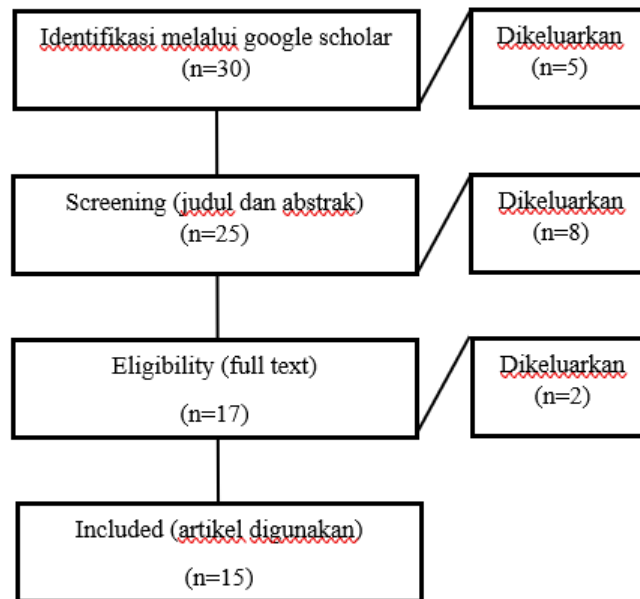 Identifikasi melalui google scholar
(n=30)
Dikeluarkan
(n=5)
Screening (judul dan abstrak)
(n=25)
Dikeluarkan
(n=8)
Eligibility (full text)
(n=17)
Dikeluarkan
(n=2)
Included (artikel digunakan)
(n=15)